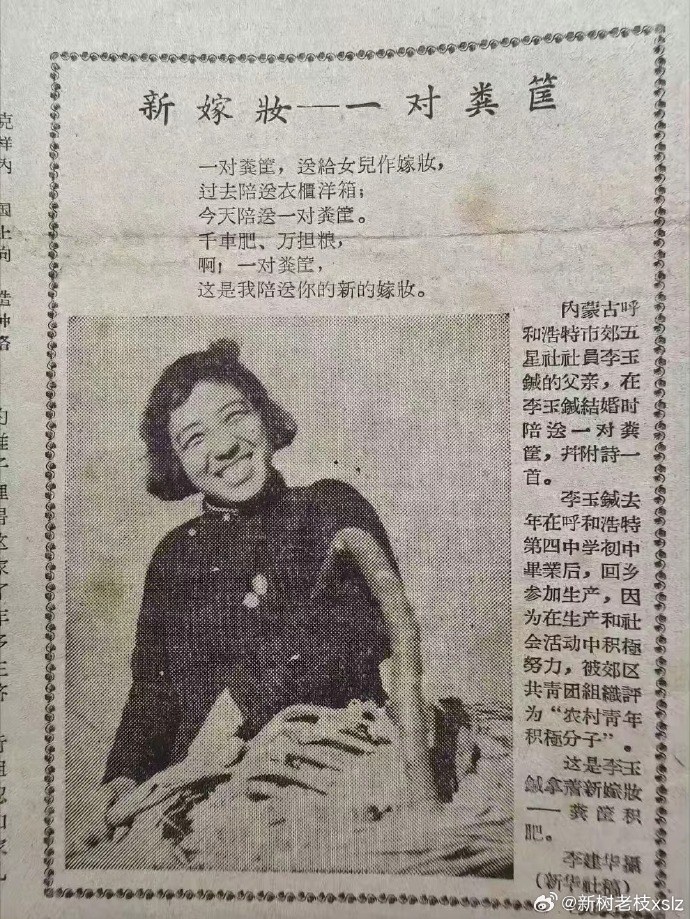 新嫁妝——一对粪筐
一对粪筐，送給女兒作嫁妝，
过去陪送衣櫃洋箱；
今天陪送一对粪筐。
千車肥、万担粮，
啊！一对粪筐，
这是我陪送你的新的嫁妝。
内蒙古呼
和浩特市郊五
星社社員李玉
鍼的父亲，在
李玉鍼結婚时
陪送一对粪
筐，幷附詩一
首。
李玉鍼去
年在呼和浩特
第四中学初中
畢業后，回乡
参加生产，因
为在生产和社
会活动中积極
努力，被郊区
共青团組織評
为“农村青年
积極分子”。
这是李玉
鍼拿着新嫁妝
——粪筐积
肥。
李建华攝
（新华社稿）
@新树老枝xslz